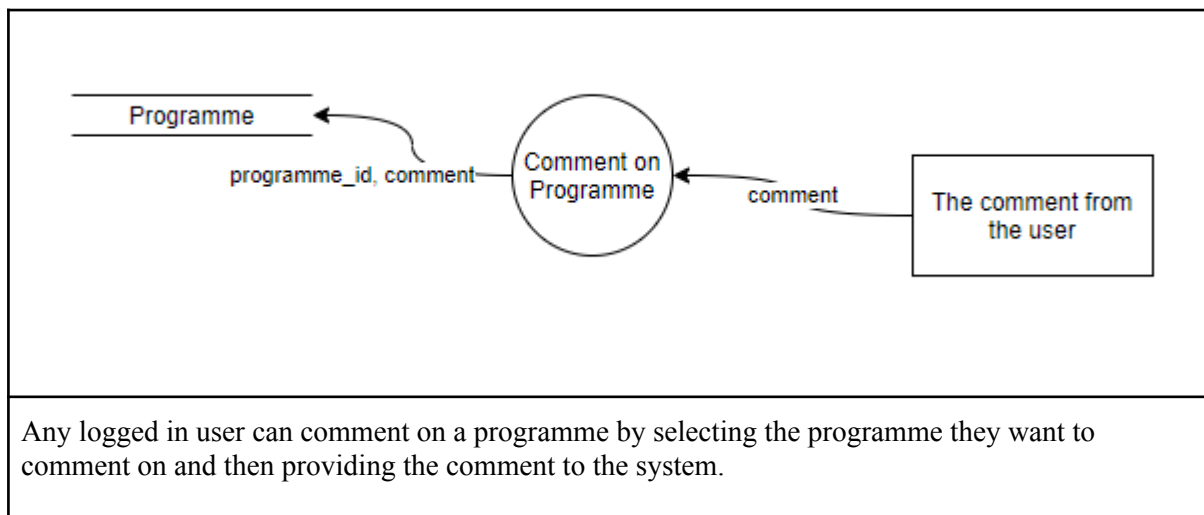 Programme
programme_id, comment
Comment on
Programme
comment
The comment from
the user
Any logged in user can comment on a programme by selecting the programme they want to
comment on and then providing the comment to the system.